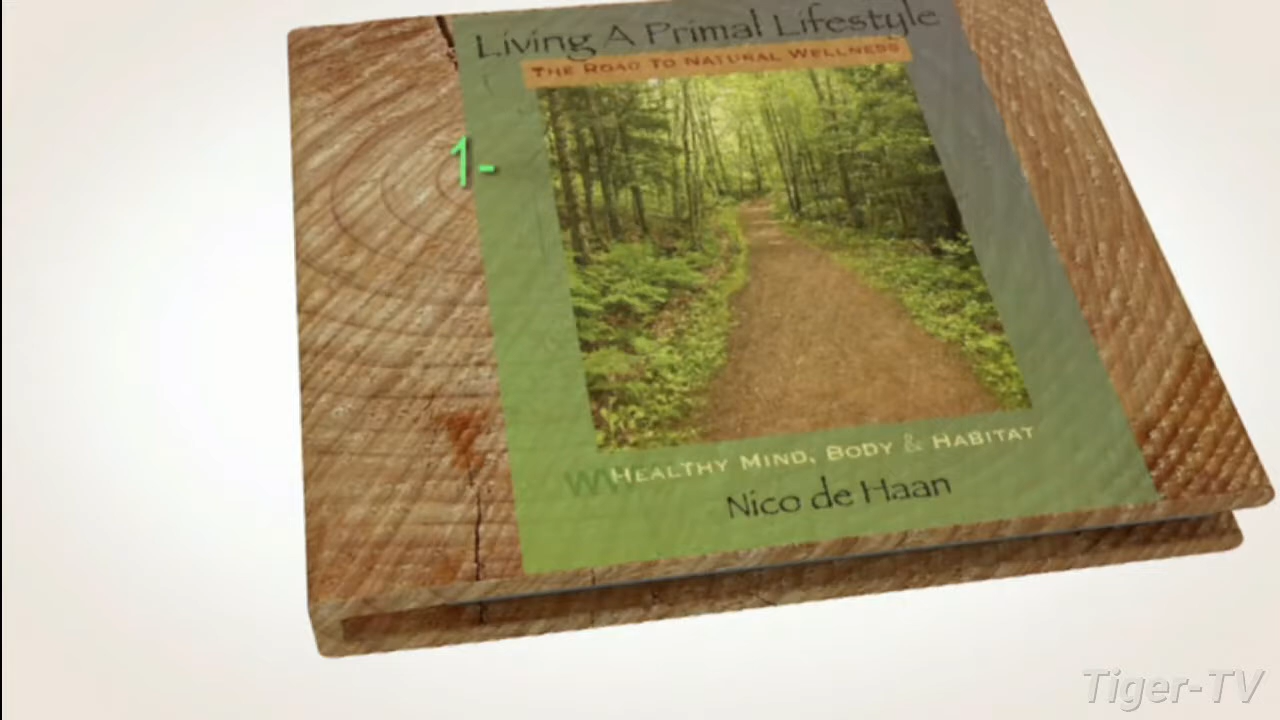 Living A Primal Lifestyle
The Road To Natural Wellness
1-
Healthy Mind, Body & Habitat
Nico de Haan
Tiger-TV